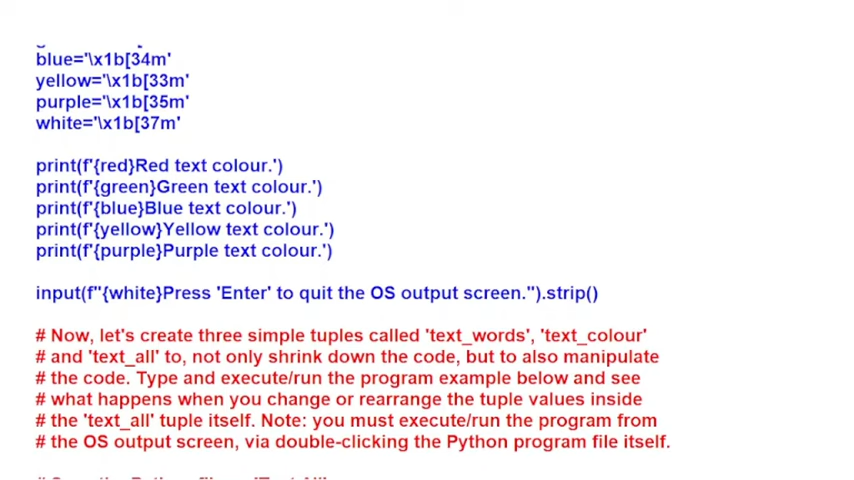 blue='\x1b[34m'
yellow='\x1b[33m'
purple='\x1b[35m'
white='\x1b[37m'
print(f'{red}Red text colour.')
print(f'{green}Green text colour.')
print(f'{blue}Blue text colour.')
print(f'{yellow}Yellow text colour.')
print(f'{purple}Purple text colour.')
input(f"{white}Press 'Enter' to quit the OS output screen.").strip()
# Now, let's create three simple tuples called 'text_words', 'text_colour'
# and 'text_all' to, not only shrink down the code, but to also manipulate
# the code. Type and execute/run the program example below and see
# what happens when you change or rearrange the tuple values inside
# the 'text_all' tuple itself. Note: you must execute/run the program from
# the OS output screen, via double-clicking the Python program file itself.